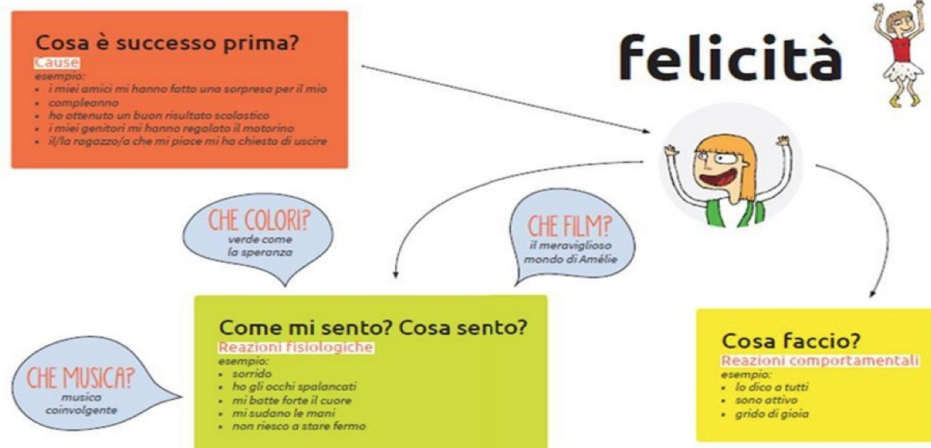 felicità
Cosa è successo prima?
Cause
esempio:
• i miei amici mi hanno fatto una sorpresa per il mio
• compleanno
• ho ottenuto un buon risultato scolastico
• i miei genitori mi hanno regalato il motorino
• il/la ragazzo/a che mi piace mi ha chiesto di uscire
CHE COLORI?
verde come
la speranza
CHE FILM?
il meraviglioso
mondo di Amélie
CHE MUSICA?
musica
coinvolgente
Come mi sento? Cosa sento?
Reazioni fisiologiche
esempio:
• sorrido
• ho gli occhi spalancati
• mi batte forte il cuore
• mi sudano le mani
• non riesco a stare fermo
Cosa faccio?
Reazioni comportamentali
esempio:
• lo dico a tutti
• sono attivo
• grido di gioia